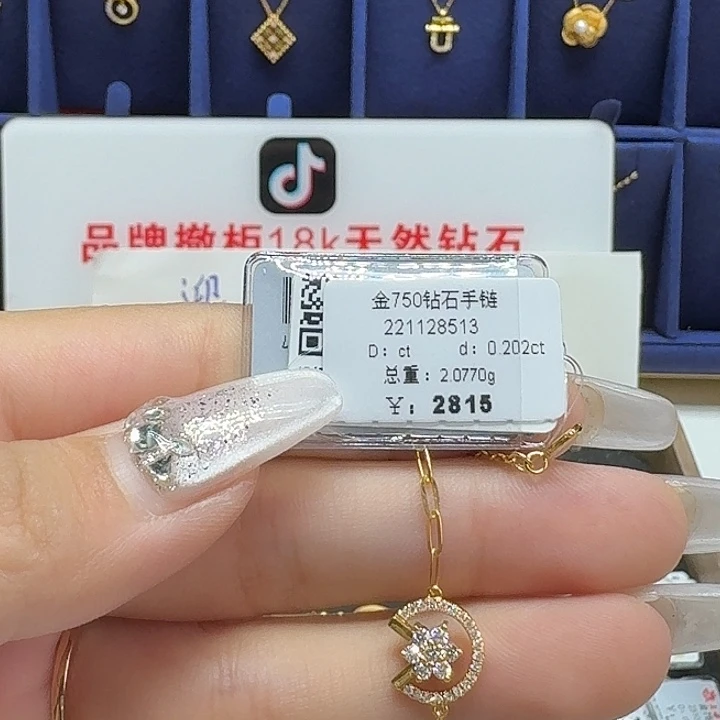 品牌撤柜18k天然钻石
迎
金750钻石手链
221128513
D: ct d: 0.202ct
总重: 2.0770g
¥: 2815